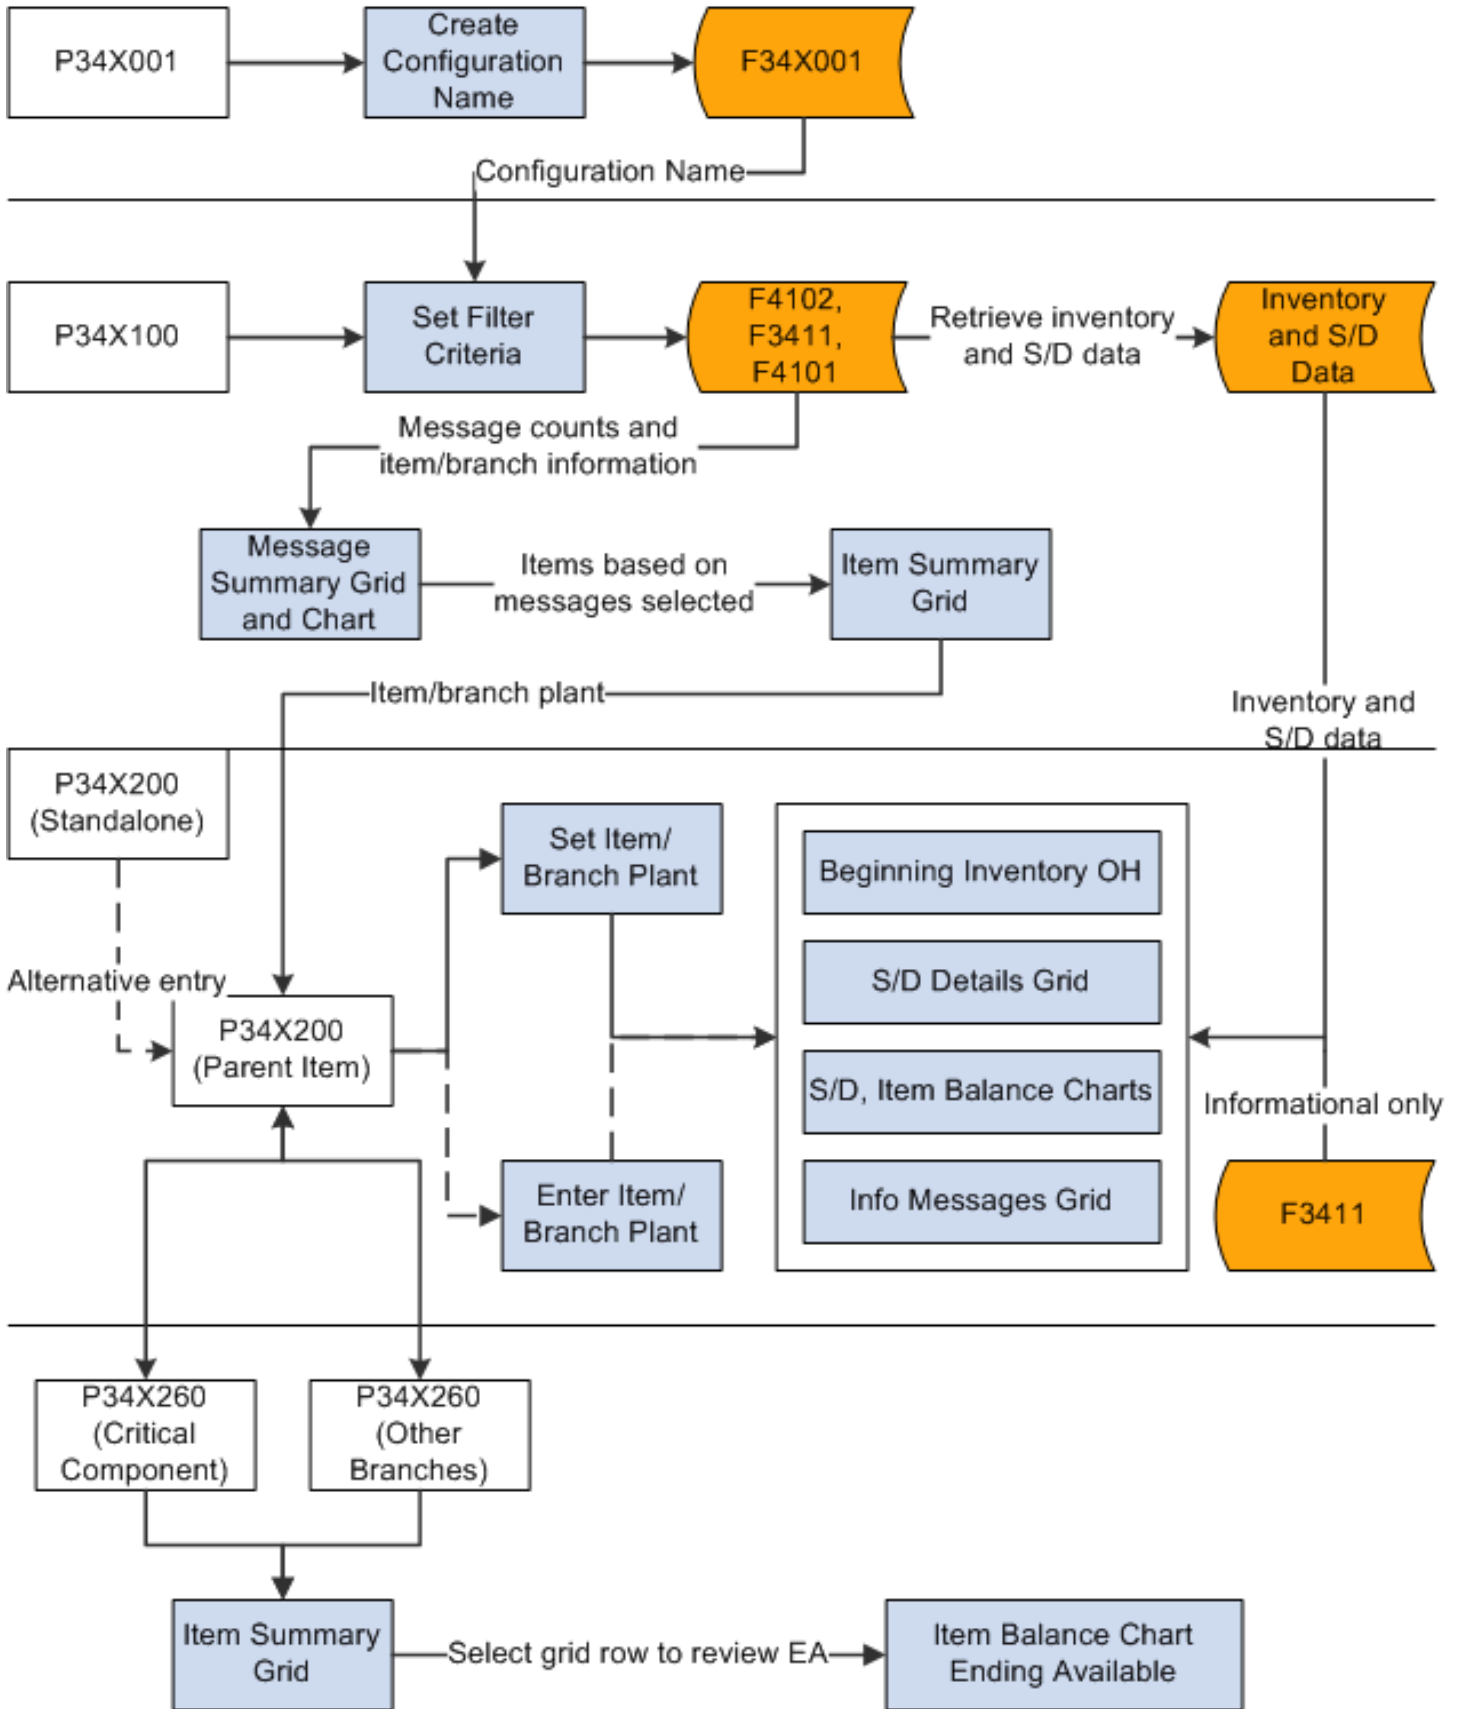 P34X001
Create
Configuration
Name
F34X001
Configuration Name
P34X100
Set Filter
Criteria
F4102,
F3411,
F4101
Retrieve inventory
and S/D data
Inventory
and S/D
Data
Message counts and
item/branch information
Message
Summary Grid
and Chart
Items based on
messages selected
Item Summary
Grid
Item/branch plant
Inventory and
S/D data
P34X200
(Standalone)
Set Item/
Branch Plant
Beginning Inventory OH
S/D Details Grid
Alternative entry
P34X200
(Parent Item)
S/D, Item Balance Charts
Informational only
Enter Item/
Branch Plant
Info Messages Grid
F3411
P34X260
(Critical
Component)
P34X260
(Other
Branches)
Item Summary
Grid
Select grid row to review EA
Item Balance Chart
Ending Available